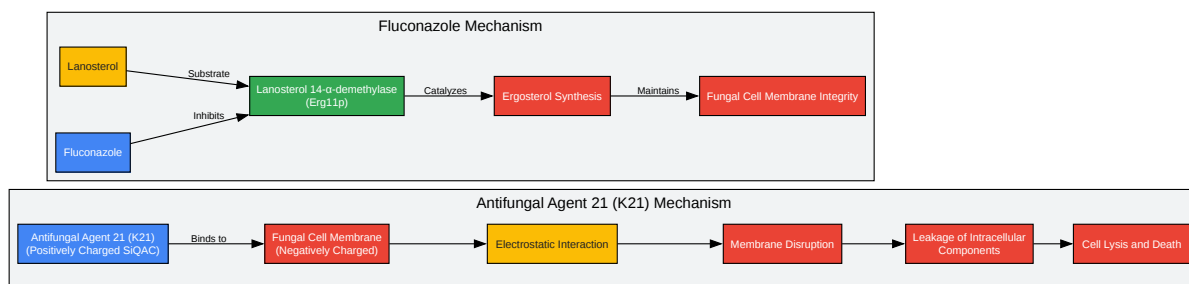 Fluconazole Mechanism
Lanosterol
Substrate
Fluconazole
Inhibits
Lanosterol 14-α-demethylase
(Erg11p)
Catalyzes
Ergosterol Synthesis
Maintains
Fungal Cell Membrane Integrity
Antifungal Agent 21 (K21) Mechanism
Antifungal Agent 21 (K21)
(Positively Charged SiQAC)
Binds to
Fungal Cell Membrane
(Negatively Charged)
Electrostatic Interaction
Membrane Disruption
Leakage of Intracellular
Components
Cell Lysis and Death